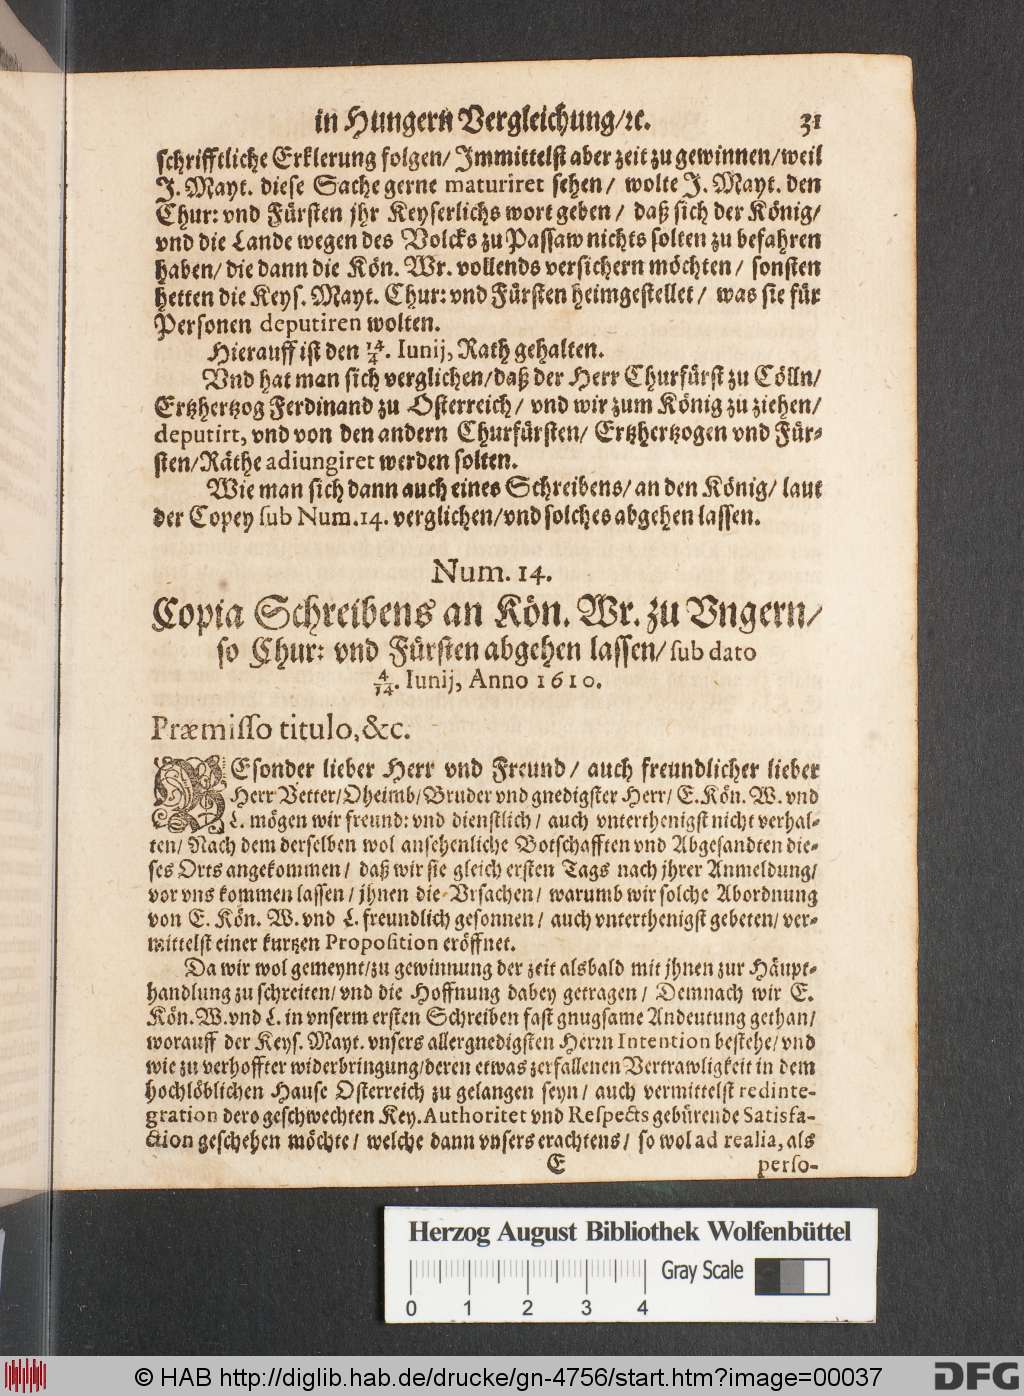 in Hungern Vergleichung/ꝛc. 31
schrifftliche Erklerung folgen/ Immittelst aber zeit zu gewinnen/ weil
J. Mayt. diese Sache gerne maturiret sehen/ wolte J. Mayt. den
Chur: vnd Fürsten jhr Keyserlichs wort geben/ daß sich der König/
vnd die Lande wegen des Volcks zu Passaw nichts solten zu befahren
haben/ die dann die Kön. Wr. vollends versichern möchten/ sonsten
hetten die Keys. Mayt. Chur: vnd Fürsten heimgestellet/ was sie für
Personen deputiren wolten.
Hierauff ist den 14/4. Iunij, Rath gehalten.
Vnd hat man sich verglichen/ daß der Herr Churfürst zu Cölln/
Ertzhertzog Ferdinand zu Osterreich/ vnd wir zum König zu ziehen/
deputirt, vnd von den andern Churfürsten/ Ertzhertzogen vnd Für-
sten/ Räthe adiungiret werden solten.
Wie man sich dann auch eines Schreibens/ an den König/ laut
der Copey sub Num. 14. verglichen/ vnd solches abgehen lassen.
Num. 14.
Copia Schreibens an Kön. Wr. zu Vngern/
so Chur: vnd Fürsten abgehen lassen/ sub dato
4/14. Iunij, Anno 1610.
Præmisso titulo, &c.
BEsonder lieber Herr vnd Freund/ auch freundlicher lieber
Herr Vetter/ Oheimb/ Bruder vnd gnedigster Herr/ E. Kön. W. vnd
L. mögen wir freund: vnd dienstlich/ auch vnterthenigst nicht verhal-
ten/ Nach dem derselben wol ansehenliche Botschafften vnd Abgesandten die-
ses Orts angekommen/ daß wir sie gleich ersten Tags nach jhrer Anmeldung/
vor vns kommen lassen/ jhnen die Vrsachen/ warumb wir solche Abordnung
von E. Kön. W. vnd L. freundlich gesonnen/ auch vnterthenigst gebeten/ ver-
mittelst einer kurtzen Proposition eröffnet.
Da wir wol gemeynt/ zu gewinnung der zeit alsbald mit jhnen zur Häupt-
handlung zu schreiten/ vnd die Hoffnung dabey getragen/ Demnach wir E.
Kön. W. vnd L. in vnserm ersten Schreiben fast gnugsame Andeutung gethan/
worauff der Keys. Mayt. vnsers allergnedigsten Herrn Intention bestehe/ vnd
wie zu verhoffter widerbringung/ deren etwas zerfallenen Vertrawligkeit in dem
hochlöblichen Hause Osterreich zu gelangen seyn/ auch vermittelst redinte-
gration dero geschwechten Key. Authoritet vnd Respects gebürende Satisfa-
ction geschehen möchte/ welche dann vnsers erachtens/ so wol ad realia, als
E perso-
Herzog August Bibliothek Wolfenbüttel
Gray Scale
0 1 2 3 4
© HAB http://diglib.hab.de/drucke/gn-4756/start.htm?image=00037
DFG